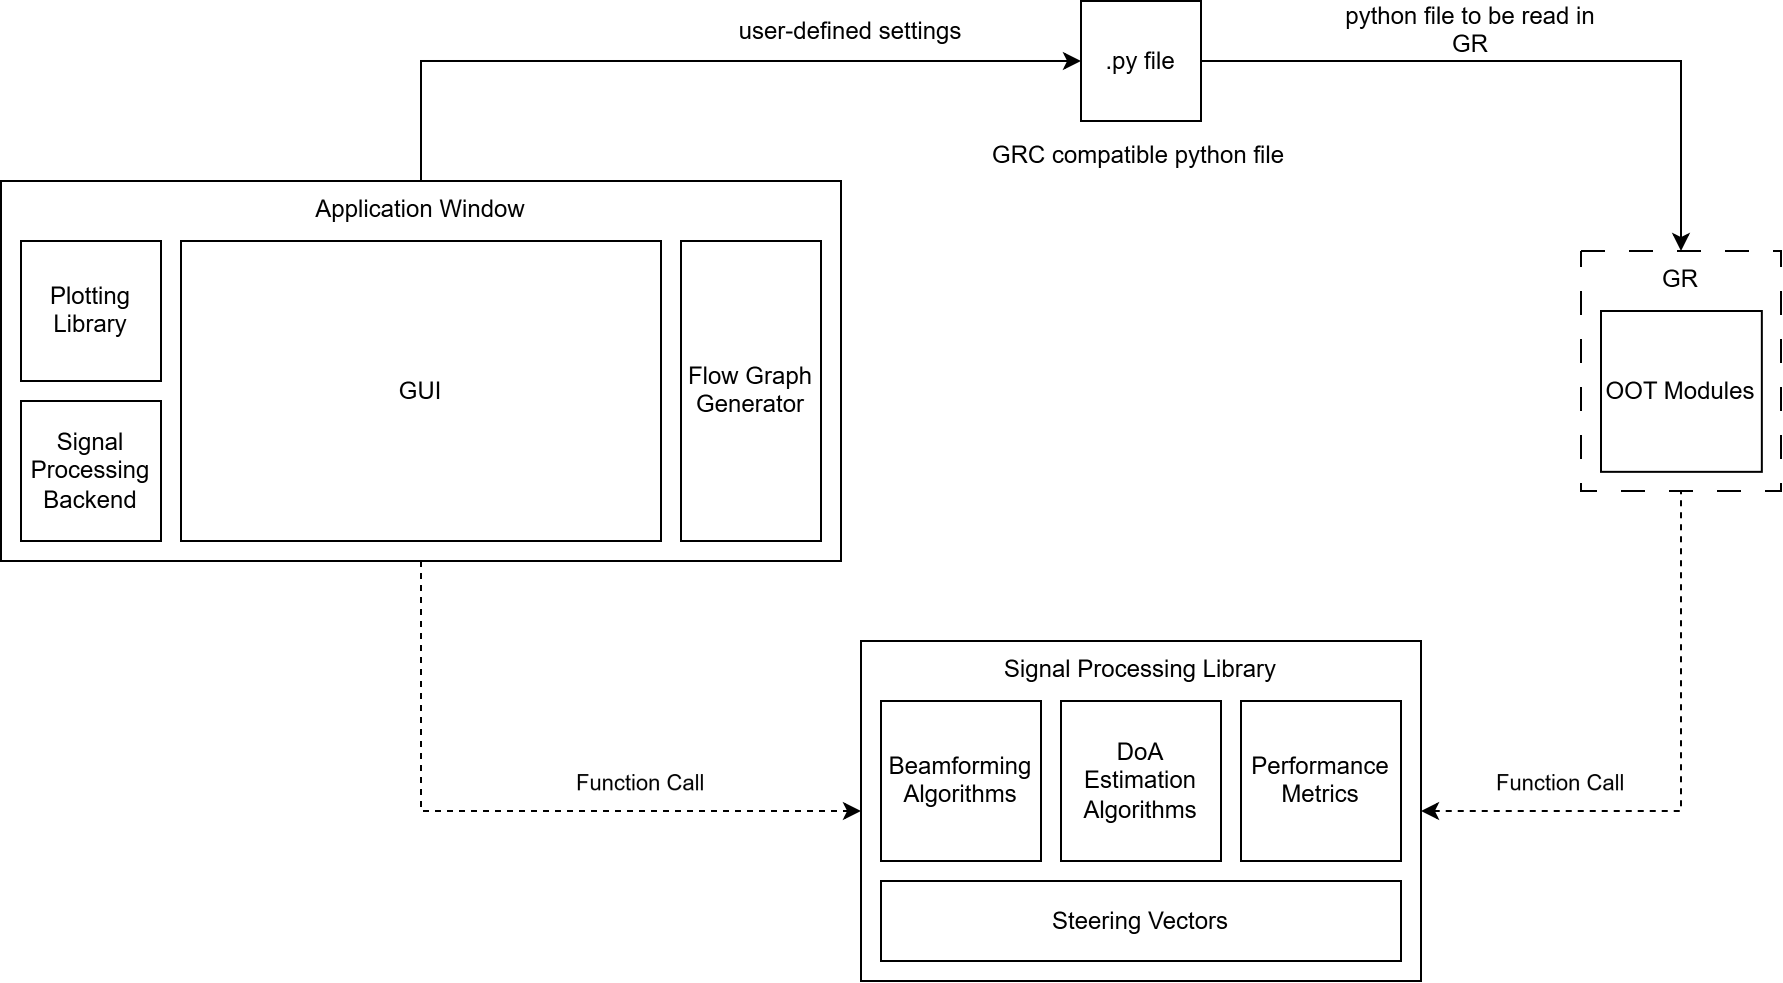 user-defined settings
.py file
python file to be read in
GR
GRC compatible python file
Application Window
Plotting
Library
GUI
Flow Graph
Generator
Signal
Processing
Backend
GR
OOT Modules
Signal Processing Library
Beamforming
Algorithms
DoA
Estimation
Algorithms
Performance
Metrics
Function Call
Function Call
Steering Vectors